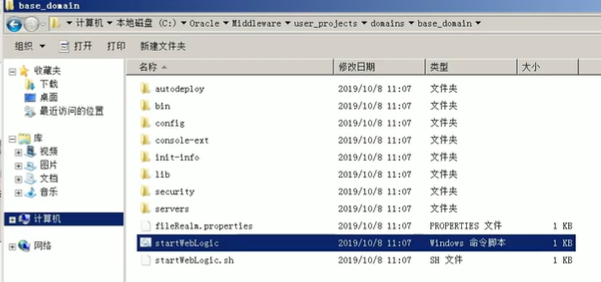 base_domain
计算机 ▾ 本地磁盘 (C:) ▾ Oracle ▾ Middleware ▾ user_projects ▾ domains ▾ base_domain ▾
组织 ▾ 打开 打印 新建文件夹
收藏夹
下载
桌面
最近访问的位置
库
视频
图片
文档
音乐
计算机
网络
名称 修改日期 类型 大小
autodeploy 2019/10/8 11:07 文件夹
bin 2019/10/8 11:07 文件夹
config 2019/10/8 11:07 文件夹
console-ext 2019/10/8 11:07 文件夹
init-info 2019/10/8 11:07 文件夹
lib 2019/10/8 11:07 文件夹
security 2019/10/8 11:07 文件夹
servers 2019/10/8 11:07 文件夹
fileRealm.properties 2019/10/8 11:07 PROPERTIES 文件 1 KB
startWebLogic 2019/10/8 11:07 Windows 命令脚本 1 KB
startWebLogic.sh 2019/10/8 11:07 SH 文件 1 KB